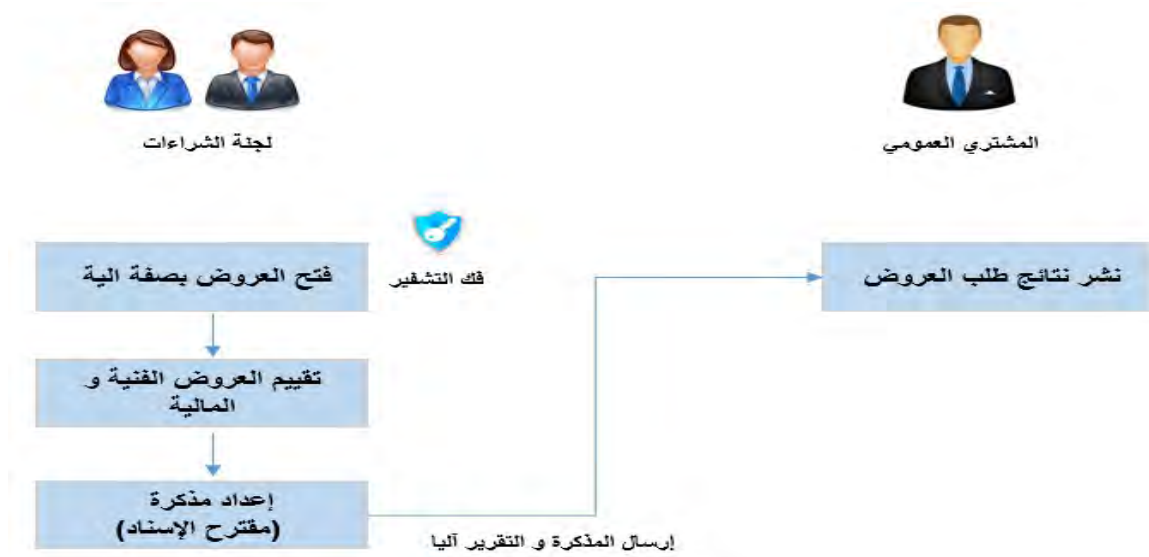 لجنة الشراءات
المشتري العمومي
فتح العروض بصفة الية
فك التشفير
نشر نتائج طلب العروض
تقييم العروض الفنية و
المالية
إعداد مذكرة
(مقترح الإسناد)
إرسال المذكرة و التقرير آليا